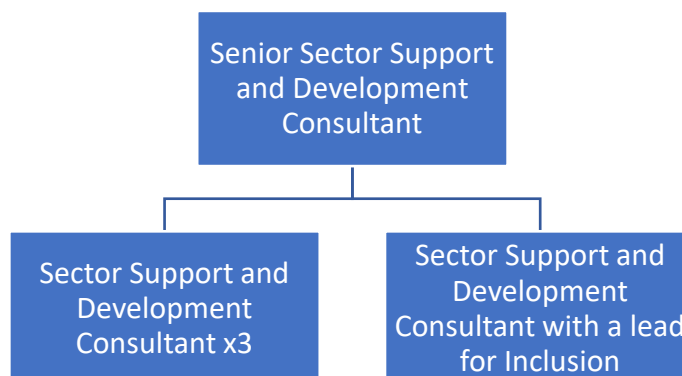 Senior Sector Support
and Development
Consultant
Sector Support and
Development
Consultant x3
Sector Support and
Development
Consultant with a lead
for Inclusion